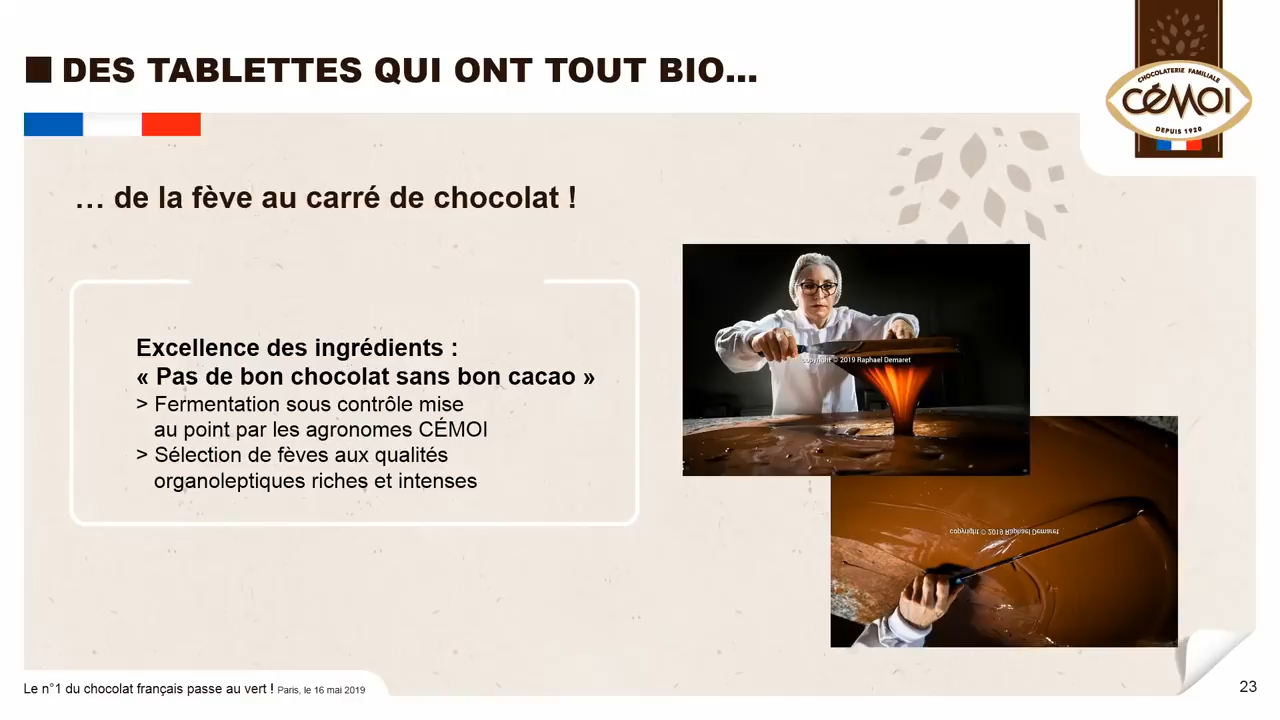 DES TABLETTES QUI ONT TOUT BIO...
CHOCOLATERIE FAMILIALE
CÉMOI
DEPUIS 1920
… de la fève au carré de chocolat !
Excellence des ingrédients :
« Pas de bon chocolat sans bon cacao »
> Fermentation sous contrôle mise
au point par les agronomes CÉMOI
> Sélection de fèves aux qualités
organoleptiques riches et intenses
copyright © 2019 Raphael Demaret
copyright © 2019 Raphael Demaret
Le n°1 du chocolat français passe au vert ! Paris, le 16 mai 2019
23